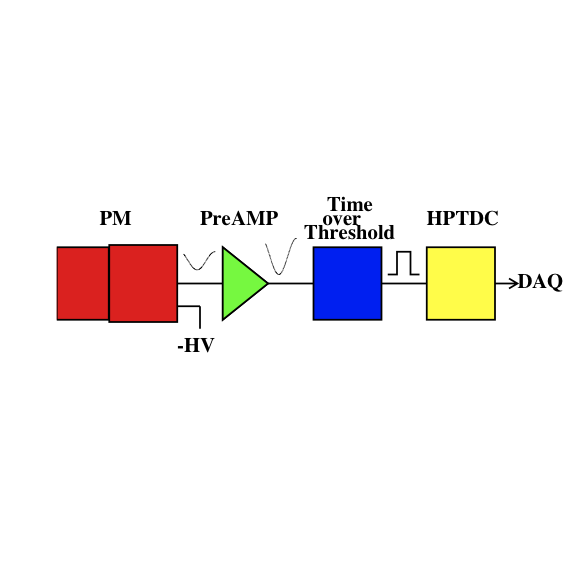 PM
PreAMP
Time
over
Threshold
HPTDC
DAQ
-HV